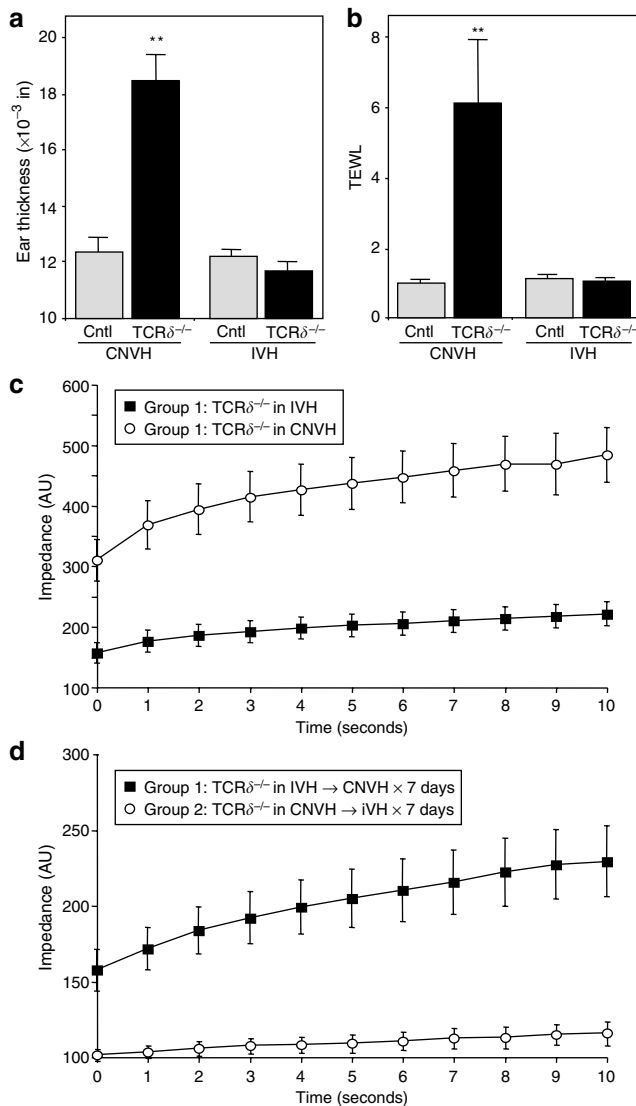 a
20
18
16
14
12
10
Ear thickness (×10⁻³ in)
**
Cntl TCRδ⁻/⁻ Cntl TCRδ⁻/⁻
CNVH IVH
b
8
6
4
2
0
TEWL
**
Cntl TCRδ⁻/⁻ Cntl TCRδ⁻/⁻
CNVH IVH
c
600
500
400
300
200
100
Impedance (AU)
Group 1: TCRδ⁻/⁻ in IVH
Group 1: TCRδ⁻/⁻ in CNVH
0 1 2 3 4 5 6 7 8 9 10
Time (seconds)
d
300
250
200
150
100
Impedance (AU)
Group 1: TCRδ⁻/⁻ in IVH → CNVH × 7 days
Group 2: TCRδ⁻/⁻ in CNVH → iVH × 7 days
0 1 2 3 4 5 6 7 8 9 10
Time (seconds)